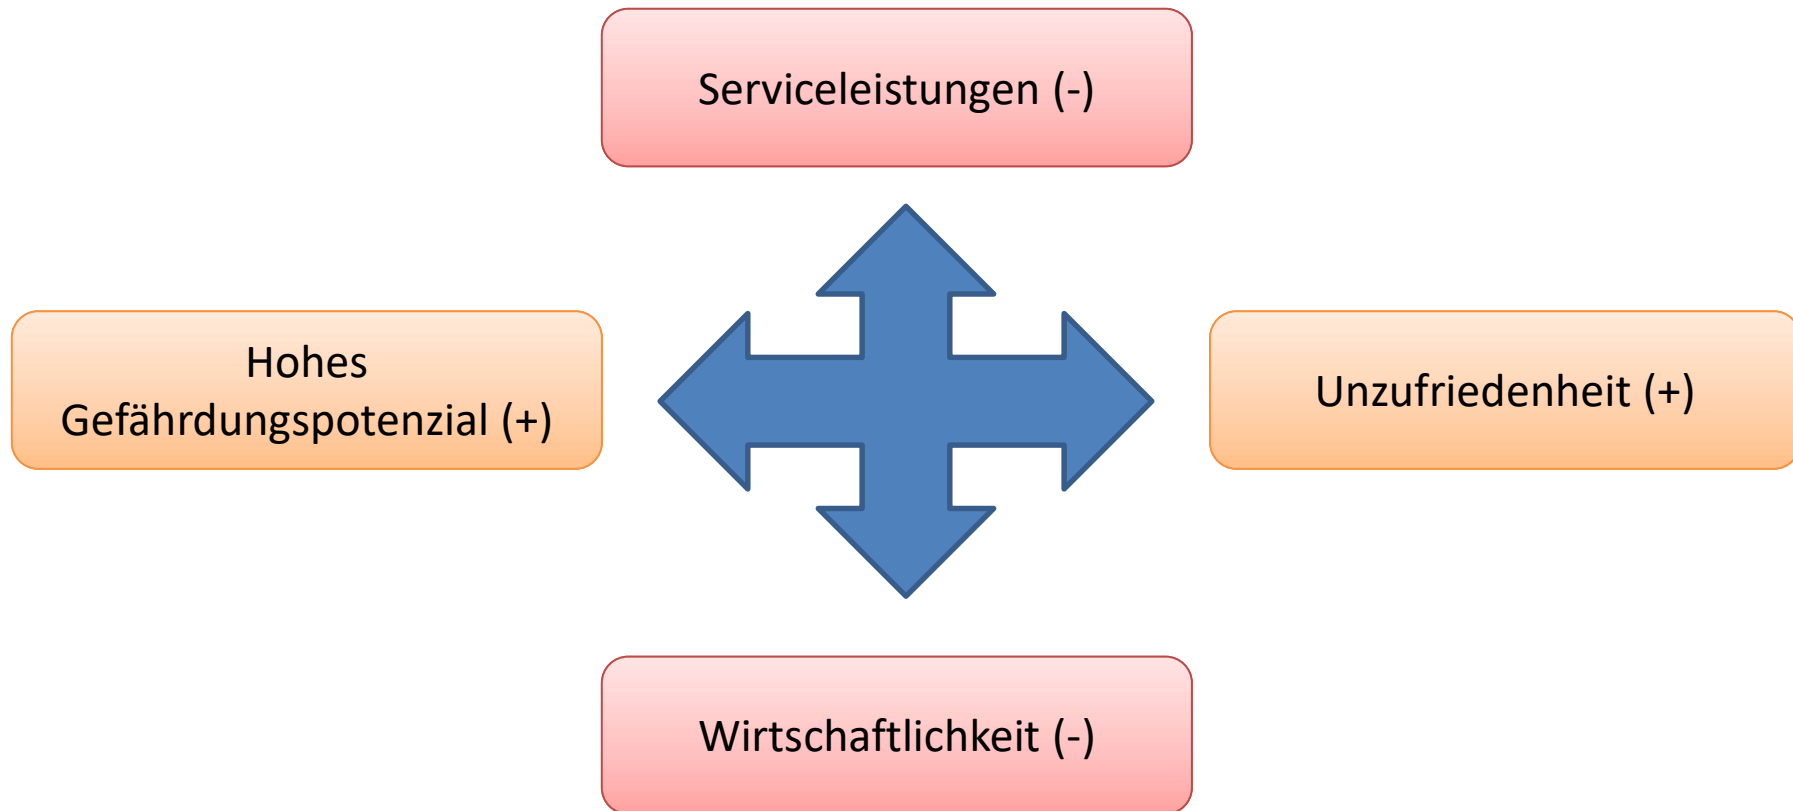 Serviceleistungen (-)
Hohes
Gefährdungspotenzial (+)
Unzufriedenheit (+)
Wirtschaftlichkeit (-)